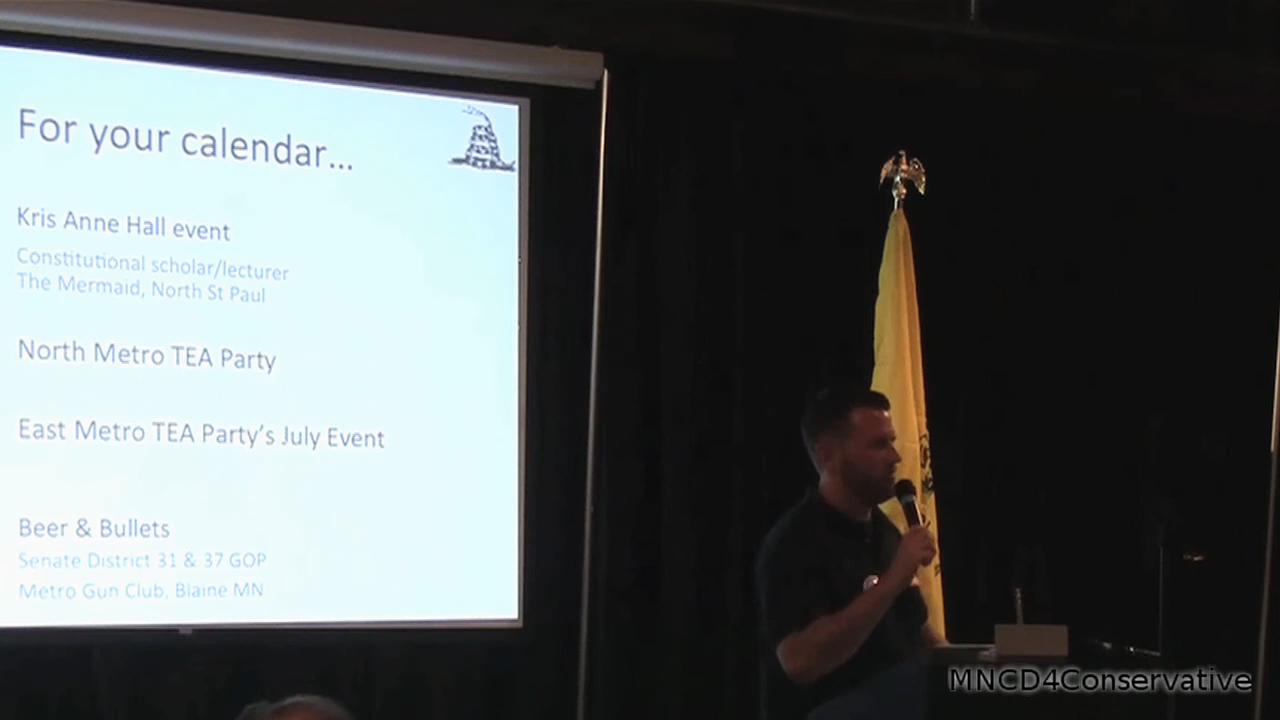 For your calendar...
Kris Anne Hall event
Constitutional scholar/lecturer
The Mermaid, North St Paul
North Metro TEA Party
East Metro TEA Party's July Event
Beer & Bullets
Senate District 31 & 37 GOP
Metro Gun Club, Blaine MN
MNCD4Conservative